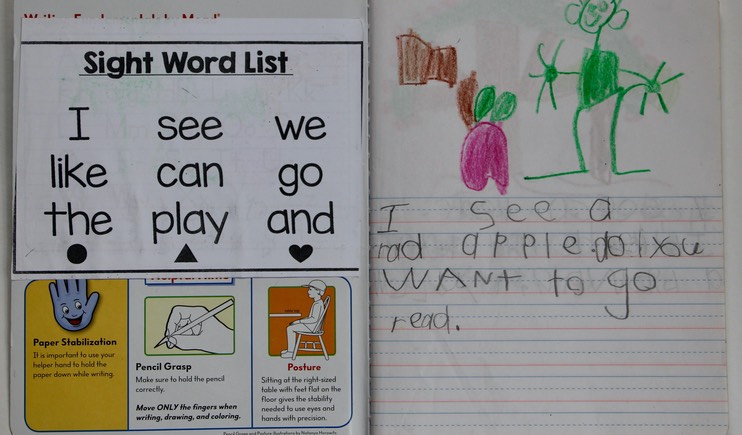 Sight Word List
I see we
like can go
the play and
Paper Stabilization
It is important to use your
helper hand to hold the
paper down while writing.
Pencil Grasp
Make sure to hold the pencil
correctly.
Move ONLY the fingers when
writing, drawing, and coloring.
Posture
Sitting at the right-sized
table with feet flat on the
floor gives the stability
needed to use eyes and
hands with precision.
I see a
rad apple. do you
WANt to go
read.